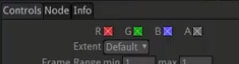 Controls Node Info
R G B A
Extent Default
Frame Range min 1 max 1